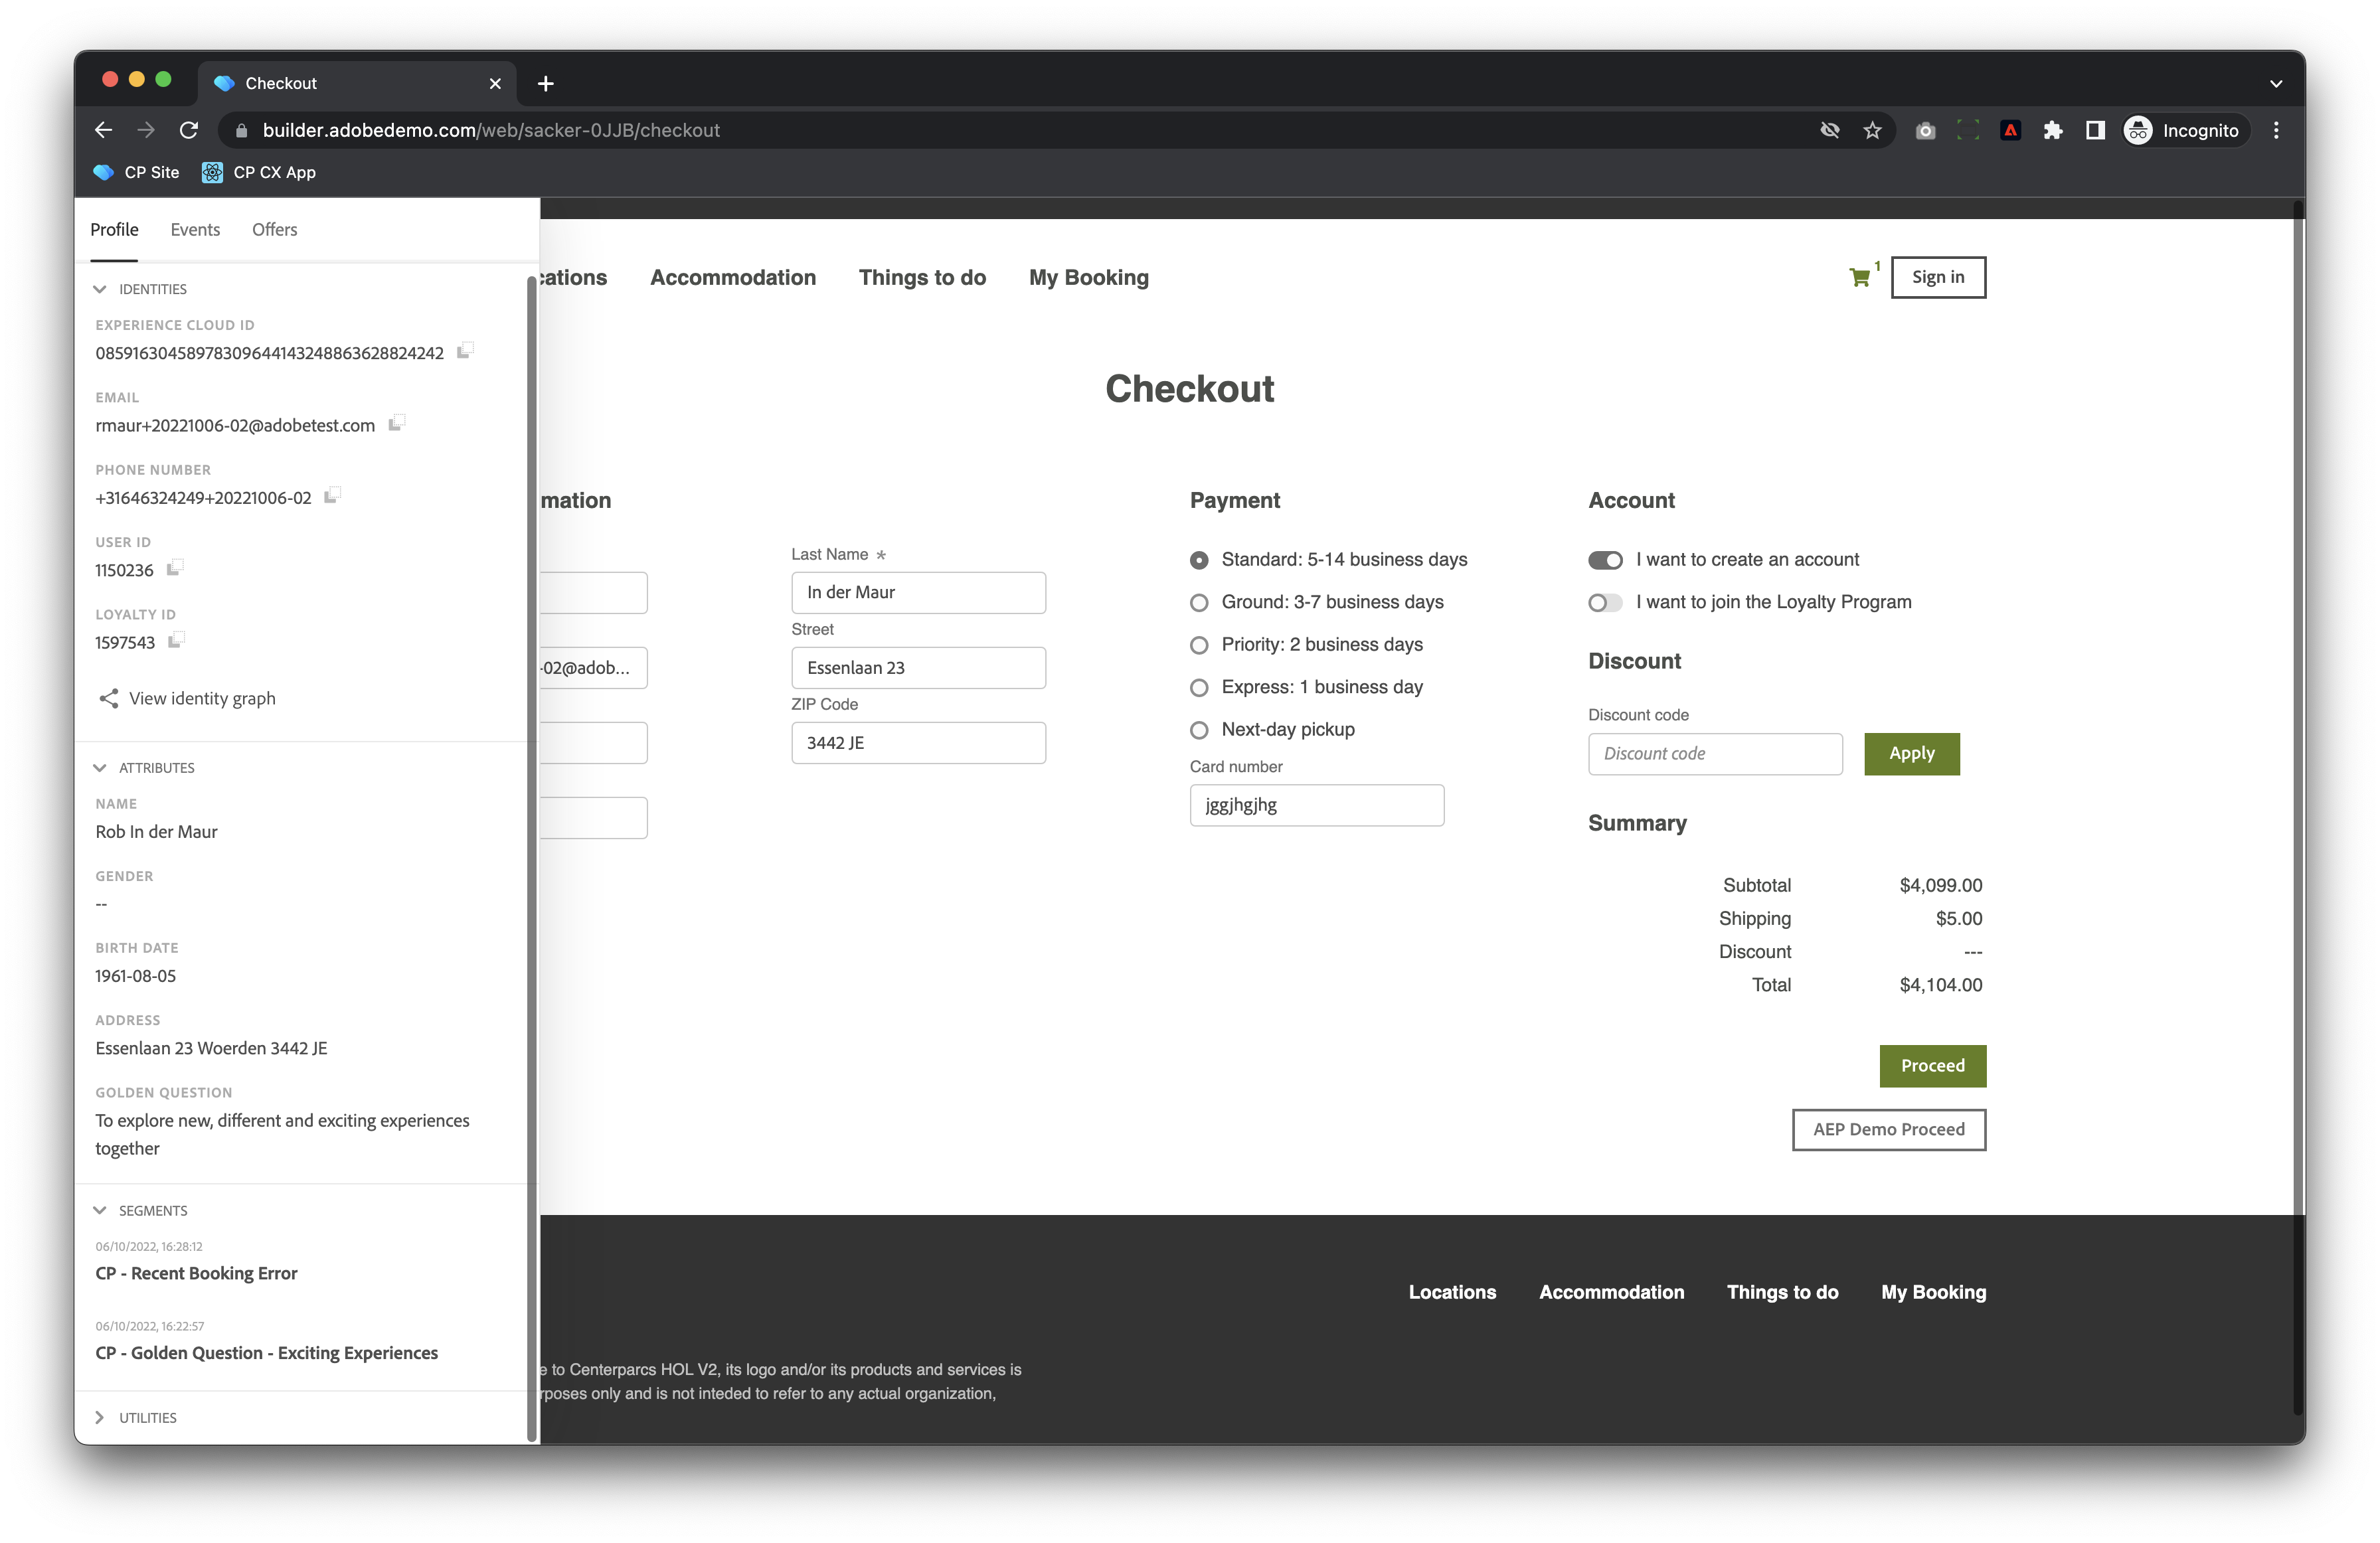 Checkout
builder.adobedemo.com/web/sacker-0JJB/checkout
Incognito
CP Site
CP CX App
Profile
Events
Offers
IDENTITIES
EXPERIENCE CLOUD ID
08591630458978309644143248863628824242
EMAIL
rmaur+20221006-02@adobetest.com
PHONE NUMBER
+31646324249+20221006-02
USER ID
1150236
LOYALTY ID
1597543
View identity graph
ATTRIBUTES
NAME
Rob In der Maur
GENDER
--
BIRTH DATE
1961-08-05
ADDRESS
Essenlaan 23 Woerden 3442 JE
GOLDEN QUESTION
To explore new, different and exciting experiences
together
SEGMENTS
06/10/2022, 16:28:12
CP - Recent Booking Error
06/10/2022, 16:22:57
CP - Golden Question - Exciting Experiences
UTILITIES
cations
Accommodation
Things to do
My Booking
1
Sign in
Checkout
mation
-02@adob...
Last Name *
In der Maur
Street
Essenlaan 23
ZIP Code
3442 JE
Payment
Standard: 5-14 business days
Ground: 3-7 business days
Priority: 2 business days
Express: 1 business day
Next-day pickup
Card number
jggjhgjhg
Account
I want to create an account
I want to join the Loyalty Program
Discount
Discount code
Discount code
Apply
Summary
Subtotal $4,099.00
Shipping $5.00
Discount ---
Total $4,104.00
Proceed
AEP Demo Proceed
Locations
Accommodation
Things to do
My Booking
e to Centerparcs HOL V2, its logo and/or its products and services is
rposes only and is not inteded to refer to any actual organization,